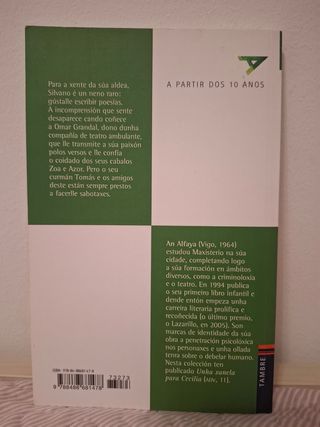 A PARTIR DOS 10 ANOS
Para a xente da súa aldea,
Silvano é un neno raro:
gústalle escribir poesías.
A incomprensión que sente
desaparece cando coñece
a Omar Grandal, dono dunha
compañía de teatro ambulante,
que lle transmite a súa paixón
polos versos e lle confía
o coidado dos seus cabalos
Zoa e Azor. Pero o seu
curmán Tomás e os amigos
deste están sempre prestos
a facerlle sabotaxes.
An Alfaya (Vigo, 1964)
estudou Maxisterio na súa
cidade, completando logo
a súa formación en ámbitos
diversos, como a criminoloxía
e o teatro. En 1994 publica
o seu primeiro libro infantil e
dende entón empeza unha
carreira literaria prolífica e
recoñecida (o último premio,
o Lazarillo, en 2005). Son
marcas de identidade da súa
obra a penetración psicolóxica
nos personaxes e unha ollada
tenra sobre o debalar humano.
Nesta colección ten
publicado Unha zanela
para Cecilia (
, 11).
TAMBRE
73273
9 788486 681478